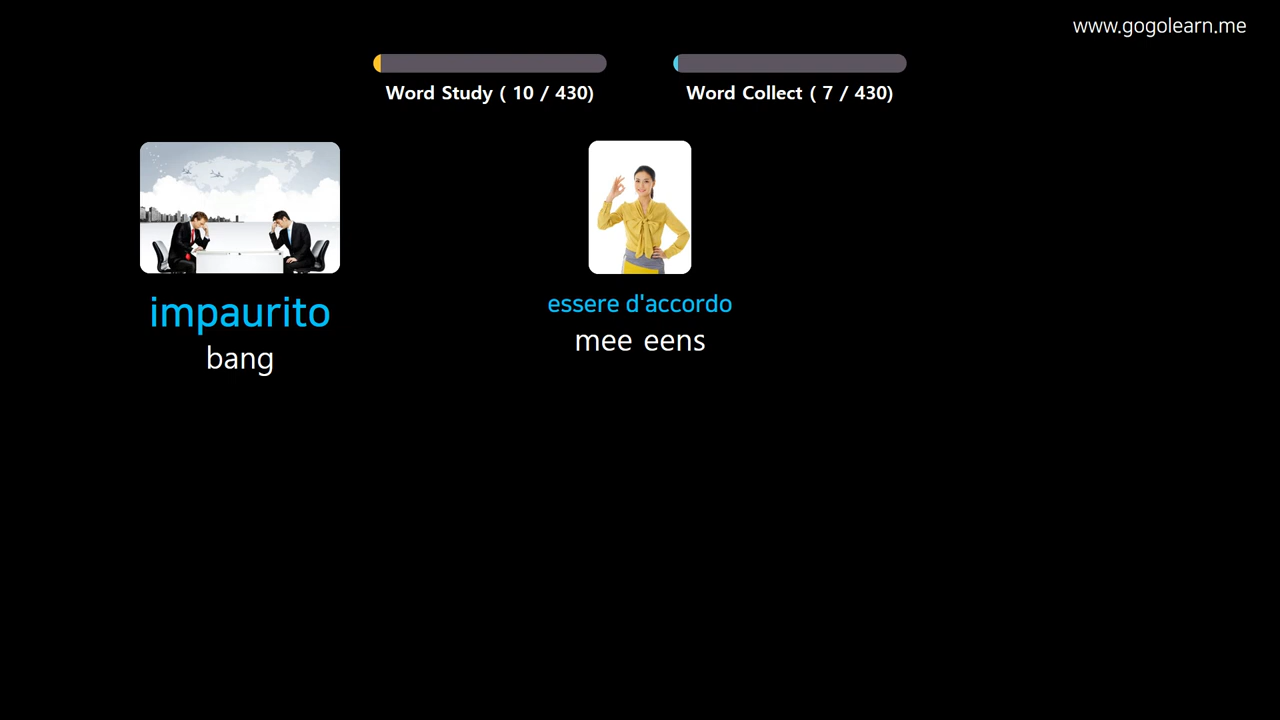 www.gogolearn.me
Word Study ( 10 / 430)
Word Collect ( 7 / 430)
impaurito
bang
essere d'accordo
mee eens